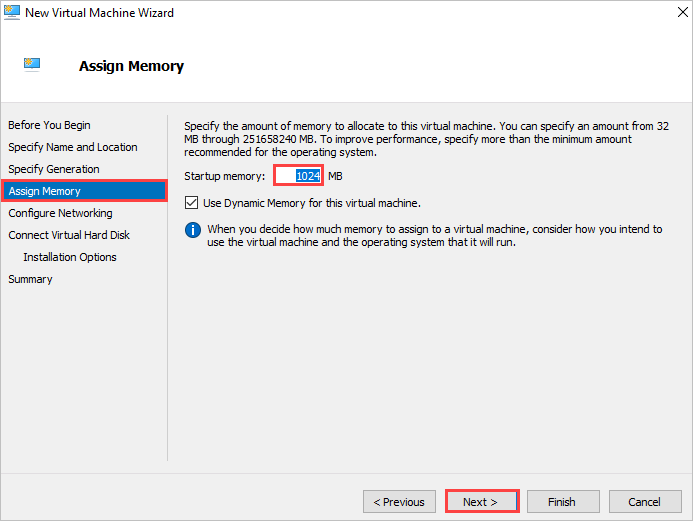 New Virtual Machine Wizard
Assign Memory
Before You Begin
Specify Name and Location
Specify Generation
Assign Memory
Configure Networking
Connect Virtual Hard Disk
Installation Options
Summary
Specify the amount of memory to allocate to this virtual machine. You can specify an amount from 32
MB through 251658240 MB. To improve performance, specify more than the minimum amount
recommended for the operating system.
Startup memory: 1024 MB
Use Dynamic Memory for this virtual machine.
When you decide how much memory to assign to a virtual machine, consider how you intend to
use the virtual machine and the operating system that it will run.
< Previous Next > Finish Cancel